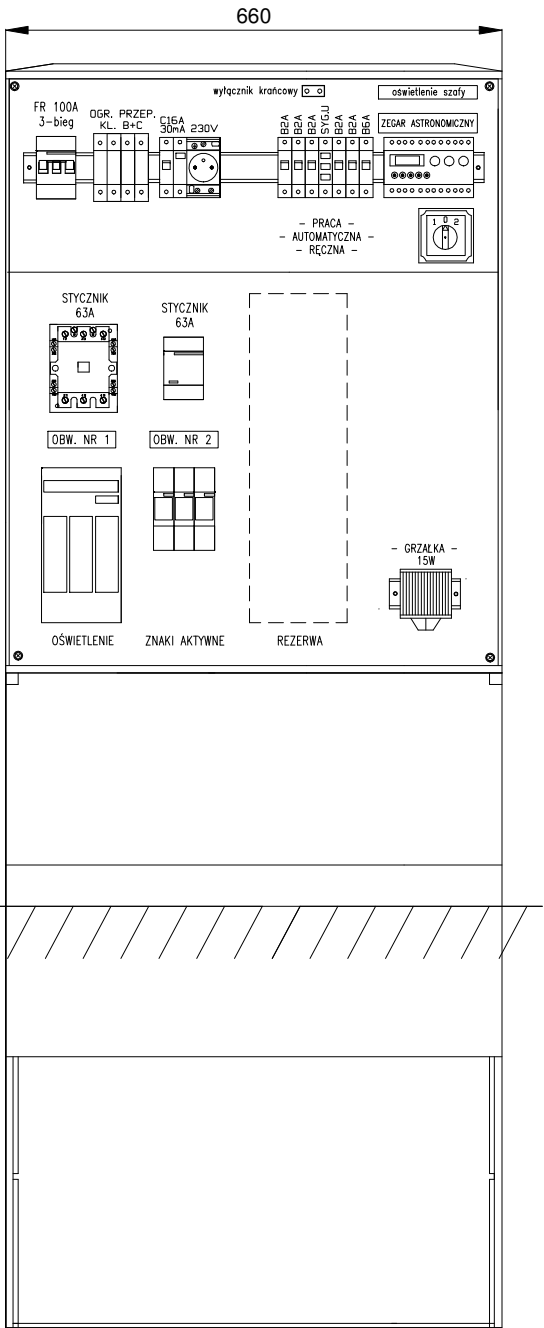 660
wyłącznik krańcowy
oświetlenie szafy
FR 100A
3-bieg
OGR. PRZEP.
KL. B+C
C16A
30mA 230V
B2A
B2A
B2A
SYG.U
B2A
B2A
B6A
ZEGAR ASTRONOMICZNY
- PRACA -
- AUTOMATYCZNA -
- RĘCZNA -
1 0 2
STYCZNIK
63A
STYCZNIK
63A
OBW. NR 1
OBW. NR 2
- GRZAŁKA -
15W
OŚWIETLENIE
ZNAKI AKTYWNE
REZERWA